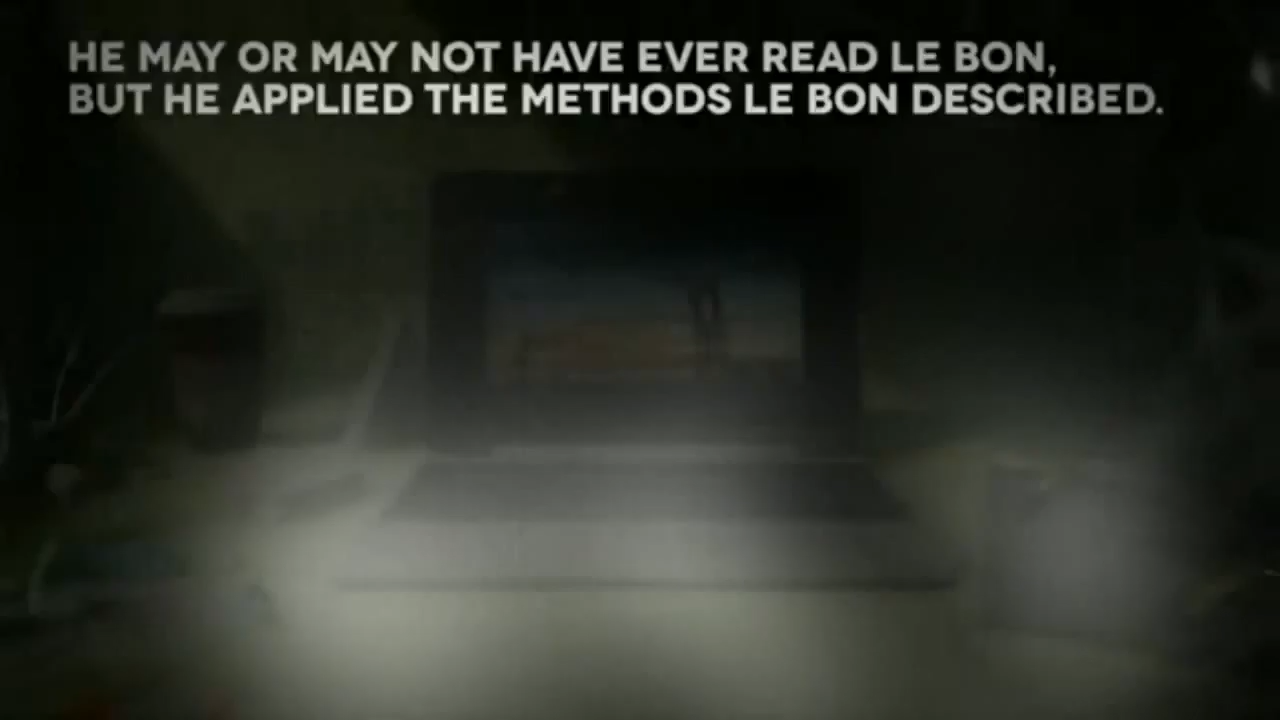 HE MAY OR MAY NOT HAVE EVER READ LE BON,
BUT HE APPLIED THE METHODS LE BON DESCRIBED.